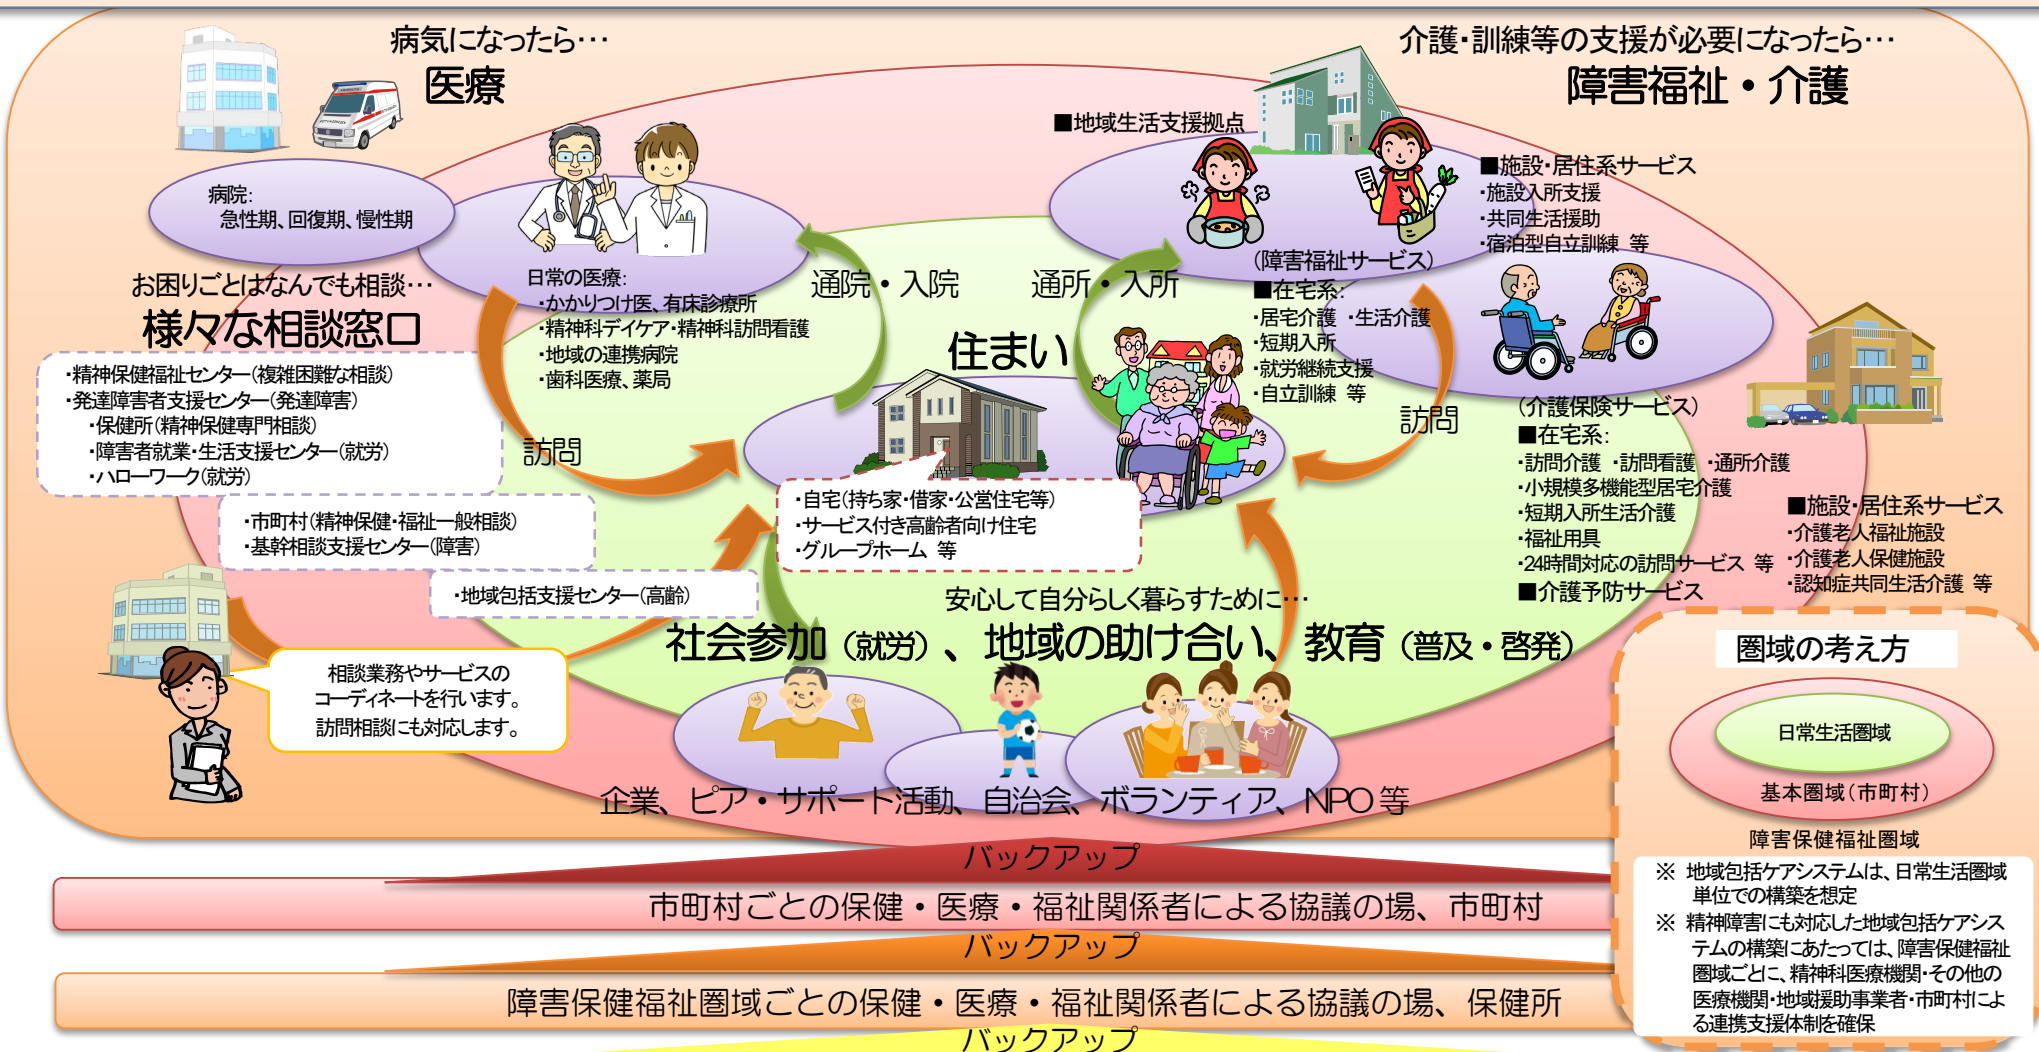 病気になったら…
医療
病院:
急性期、回復期、慢性期
日常の医療:
・かかりつけ医、有床診療所
・精神科デイケア・精神科訪問看護
・地域の連携病院
・歯科医療、薬局
通院・入院
訪問
介護・訓練等の支援が必要になったら…
障害福祉・介護
■地域生活支援拠点
■施設・居住系サービス
・施設入所支援
・共同生活援助
・宿泊型自立訓練 等
通所・入所
(障害福祉サービス)
■在宅系:
・居宅介護 ・生活介護
・短期入所
・就労継続支援
・自立訓練 等
訪問
(介護保険サービス)
■在宅系:
・訪問介護 ・訪問看護 ・通所介護
・小規模多機能型居宅介護
・短期入所生活介護
・福祉用具
・24時間対応の訪問サービス 等
■介護予防サービス
■施設・居住系サービス
・介護老人福祉施設
・介護老人保健施設
・認知症共同生活介護 等
お困りごとはなんでも相談…
様々な相談窓口
・精神保健福祉センター(複雑困難な相談)
・発達障害者支援センター(発達障害)
・保健所(精神保健専門相談)
・障害者就業・生活支援センター(就労)
・ハローワーク(就労)
・市町村(精神保健・福祉一般相談)
・基幹相談支援センター(障害)
・地域包括支援センター(高齢)
相談業務やサービスの
コーディネートを行います。
訪問相談にも対応します。
住まい
・自宅(持ち家・借家・公営住宅等)
・サービス付き高齢者向け住宅
・グループホーム 等
安心して自分らしく暮らすために…
社会参加(就労)、地域の助け合い、教育(普及・啓発)
企業、ピア・サポート活動、自治会、ボランティア、NPO 等
バックアップ
市町村ごとの保健・医療・福祉関係者による協議の場、市町村
バックアップ
障害保健福祉圏域ごとの保健・医療・福祉関係者による協議の場、保健所
バックアップ
圏域の考え方
日常生活圏域
基本圏域(市町村)
障害保健福祉圏域
※ 地域包括ケアシステムは、日常生活圏域
単位での構築を想定
※ 精神障害にも対応した地域包括ケアシス
テムの構築にあたっては、障害保健福祉
圏域ごとに、精神科医療機関・その他の
医療機関・地域援助事業者・市町村によ
る連携支援体制を確保